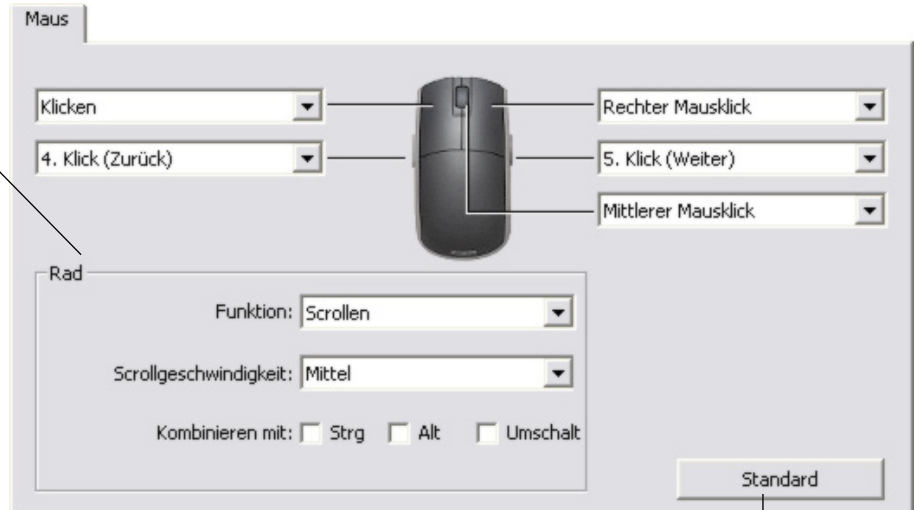 Maus
Klicken
Rechter Mausklick
4. Klick (Zurück)
5. Klick (Weiter)
Mittlerer Mausklick
Rad
Funktion: Scrollen
Scrollgeschwindigkeit: Mittel
Kombinieren mit: Strg Alt Umschalt
Standard